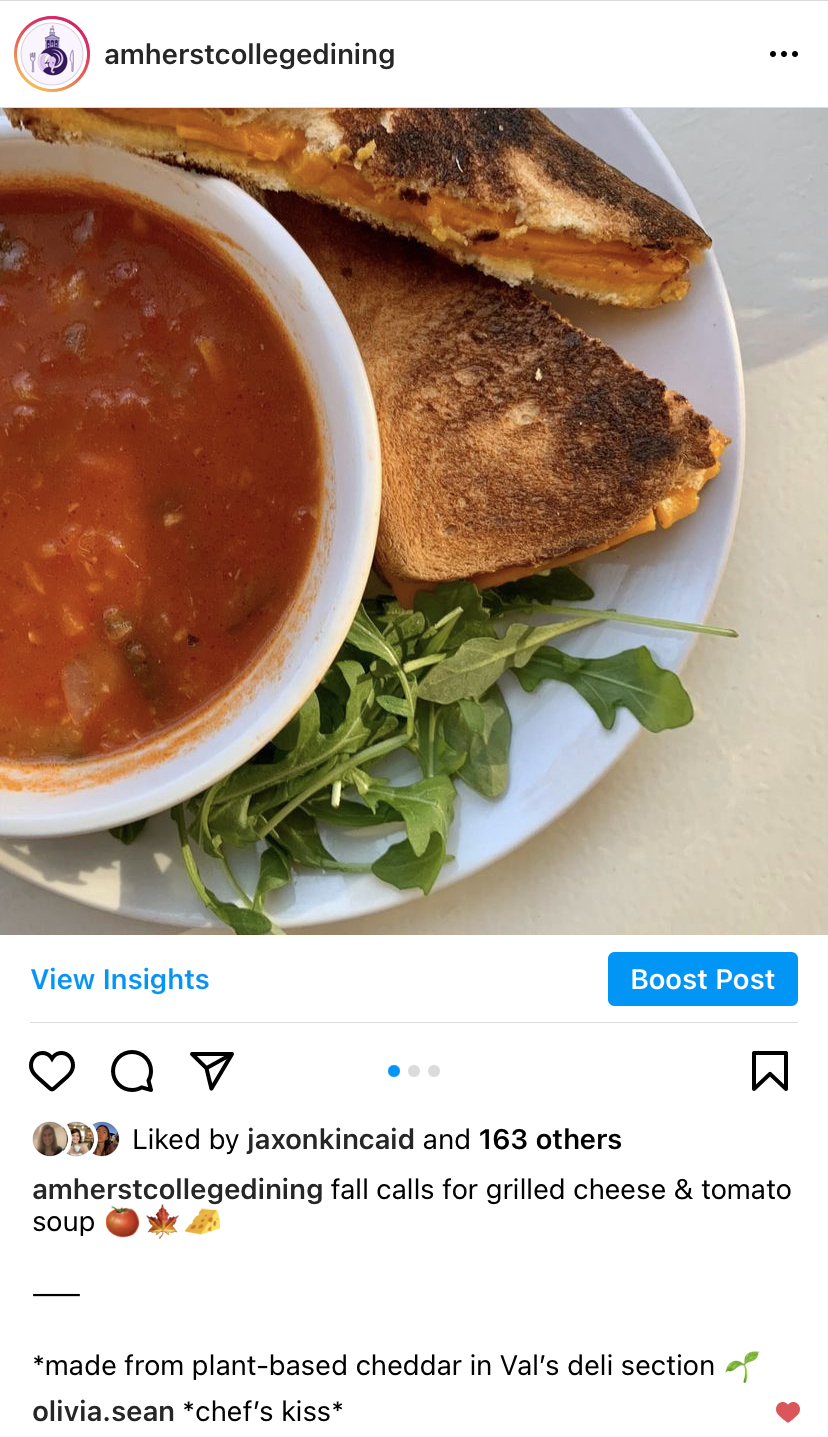 amherstcollegedining
View Insights
Boost Post
Liked by jaxonkincaid and 163 others
amherstcollegedining fall calls for grilled cheese & tomato
soup 🍅🍁🧀
___
*made from plant-based cheddar in Val’s deli section 🌱
olivia.sean *chef’s kiss*